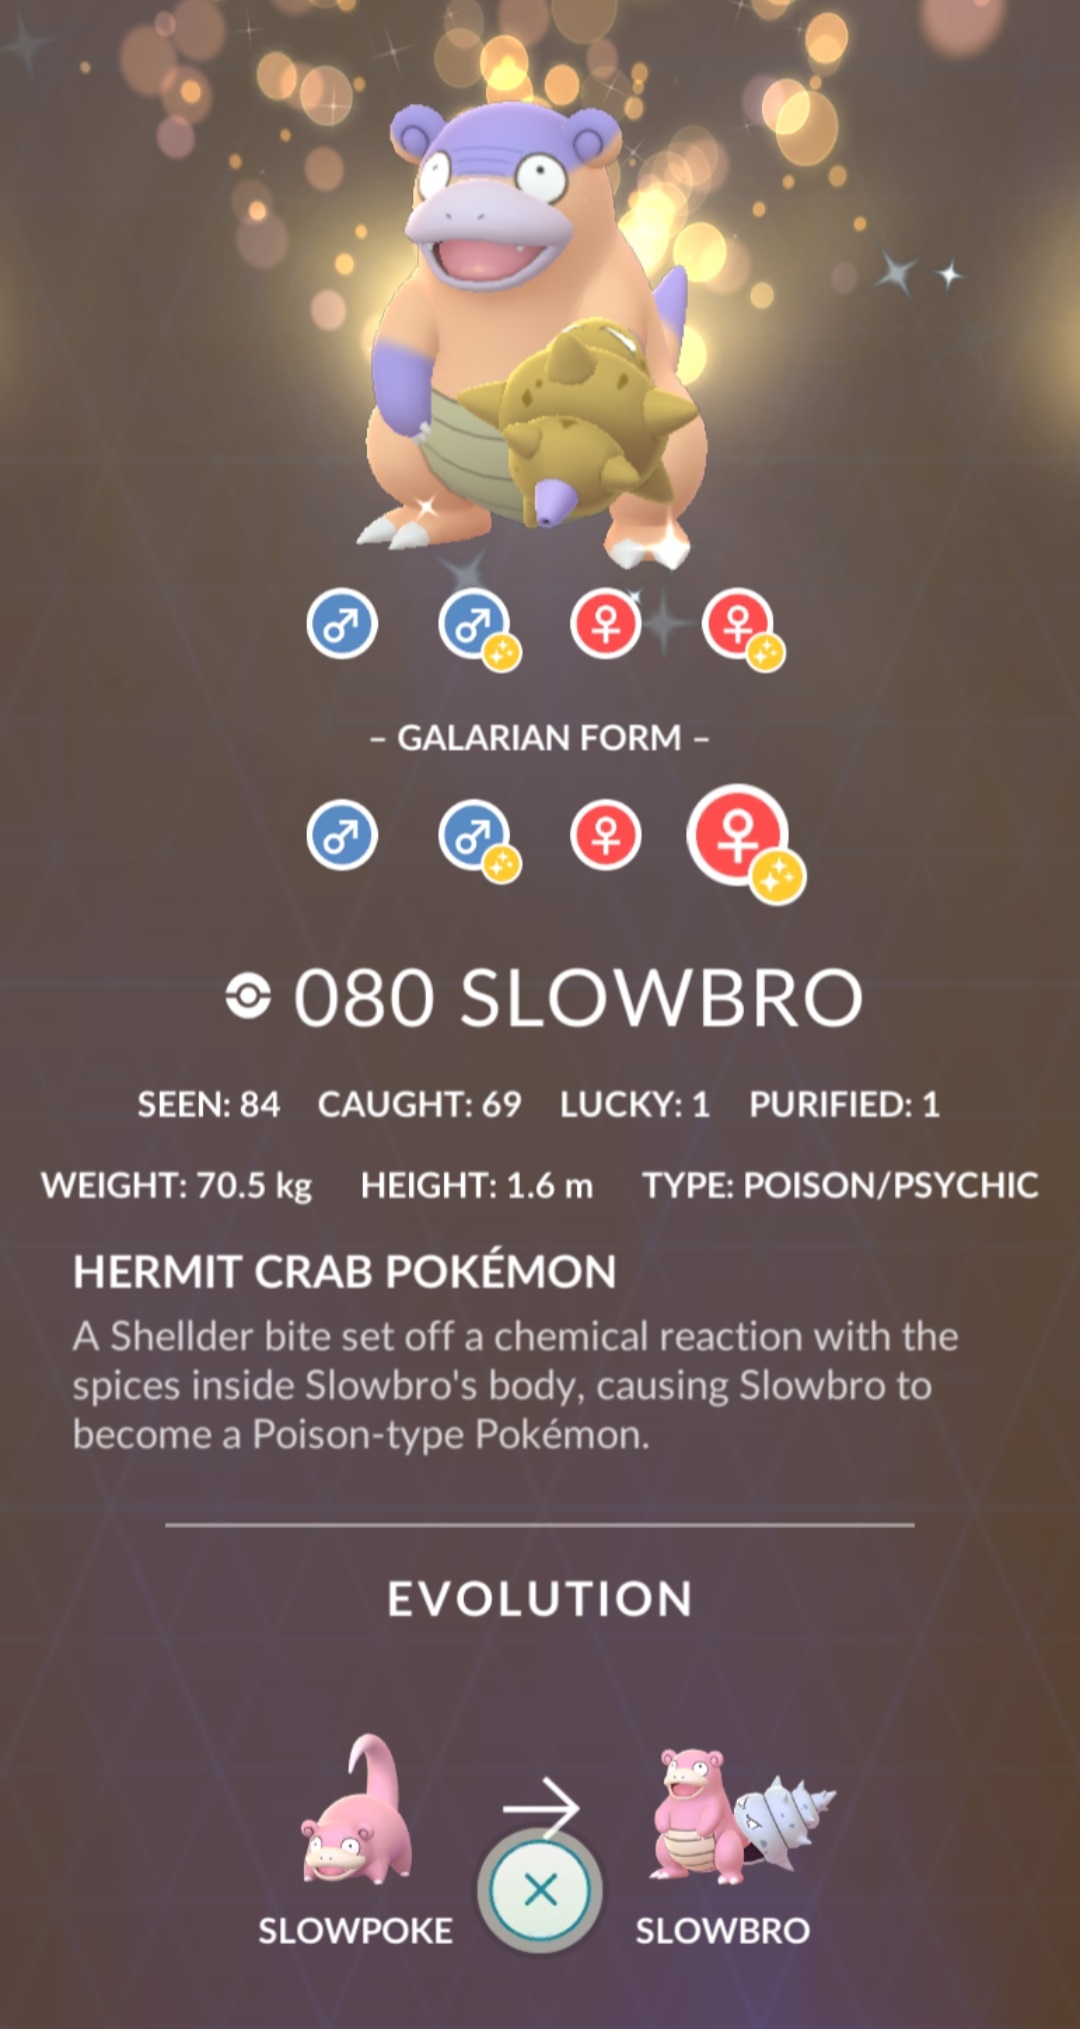 – GALARIAN FORM –
080 SLOWBRO
SEEN: 84 CAUGHT: 69 LUCKY: 1 PURIFIED: 1
WEIGHT: 70.5 kg HEIGHT: 1.6 m TYPE: POISON/PSYCHIC
HERMIT CRAB POKÉMON
A Shellder bite set off a chemical reaction with the
spices inside Slowbro's body, causing Slowbro to
become a Poison-type Pokémon.
EVOLUTION
SLOWPOKE SLOWBRO